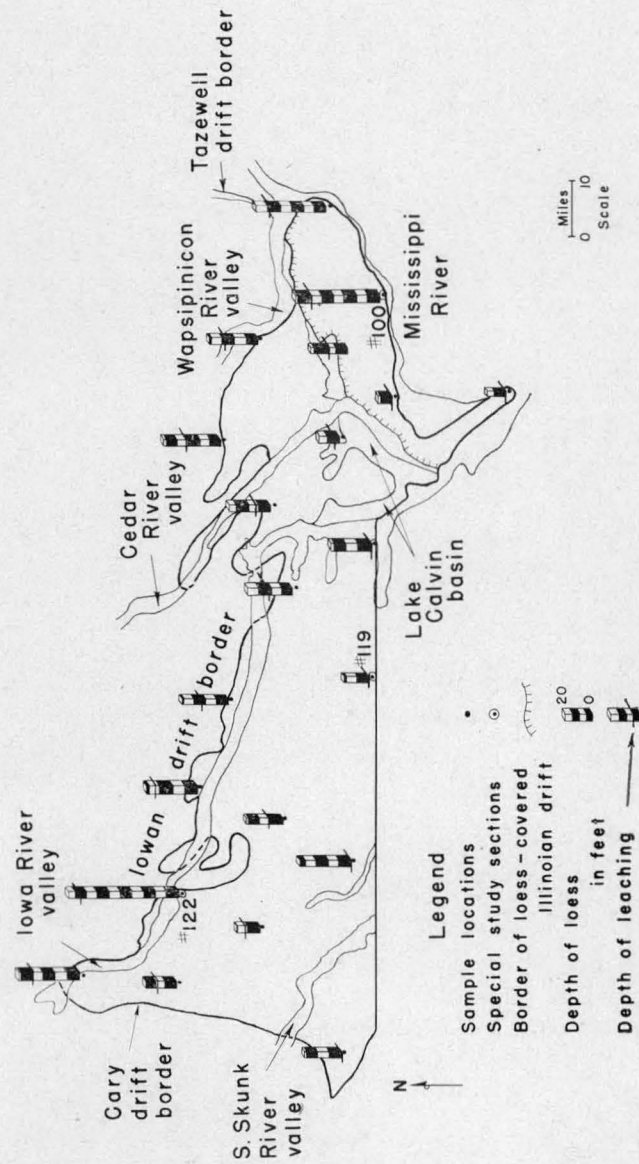 Tazewell
drift border
Wapsipinicon
River
valley
Cedar
River
valley
Iowa River
valley
Cary
drift
border
Iowan
drift
border
#122
#119
#100
Mississippi
River
Lake
Calvin
basin
S. Skunk
River
valley
N
Miles
0 10
Scale
Legend
Sample locations
Special study sections
Border of loess-covered
Illinoian drift
Depth of loess
20
0
in feet
Depth of leaching